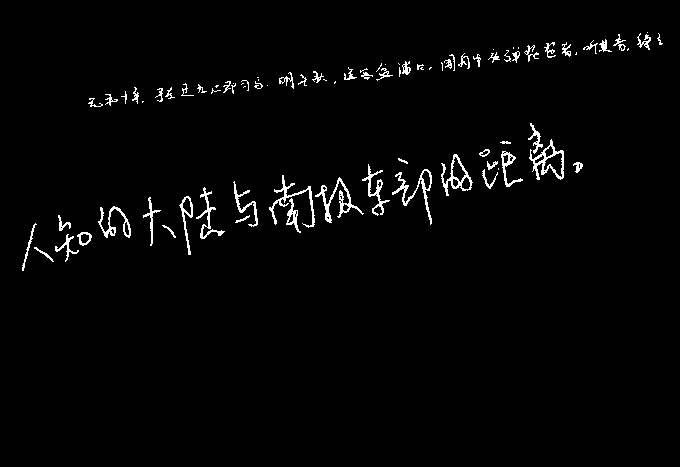 元和十年,予左迁九江郡司马.明年秋,送客湓浦口,闻舟中夜弹琵琶者,听其音,
人知的大陆与南极东部的距离。